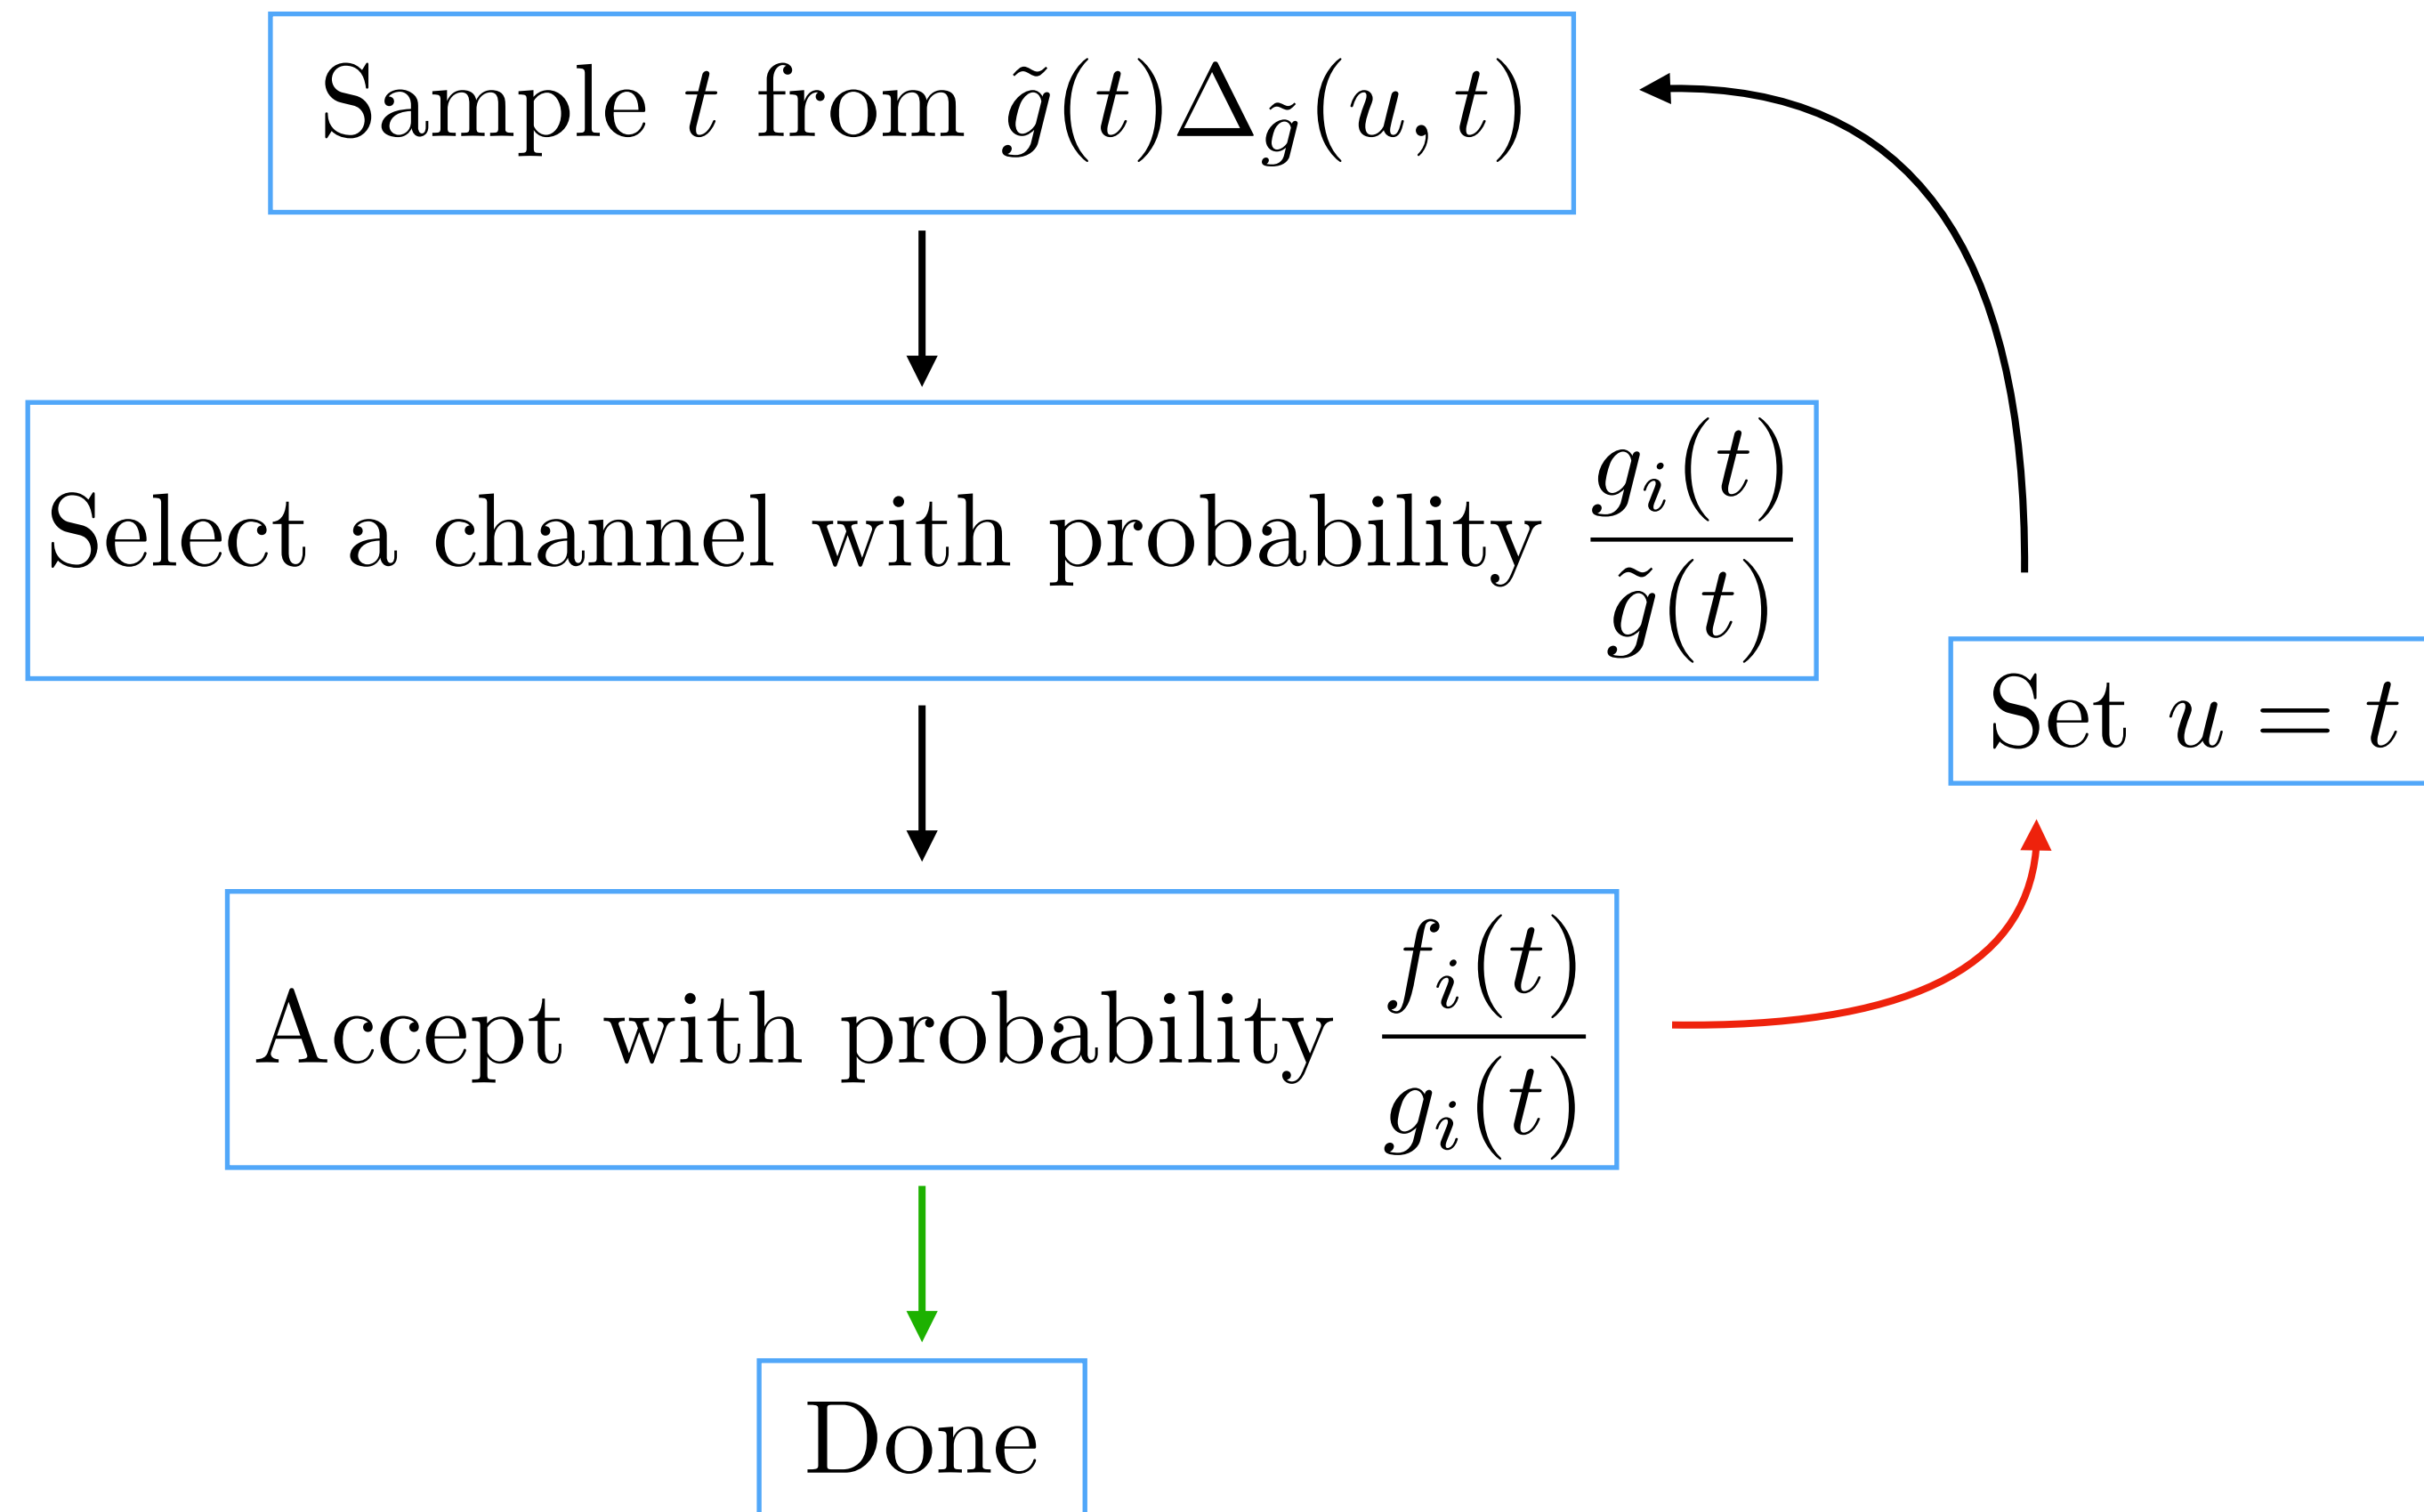 Sample t from g̃(t)Δ_g̃(u, t)
Select a channel with probability g_i(t)/g̃(t)
Set u = t
Accept with probability f_i(t)/g_i(t)
Done